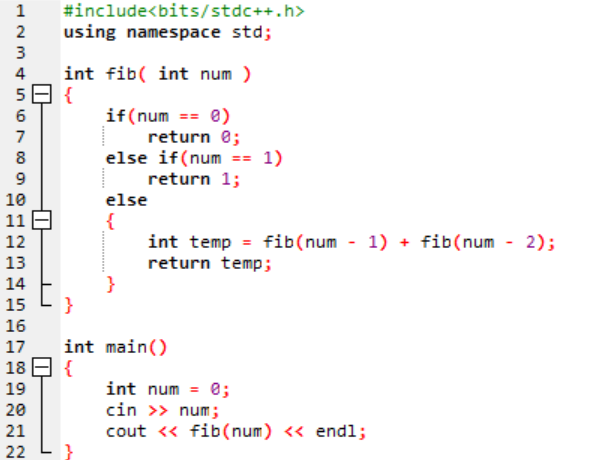 1 #include<bits/stdc++.h>
2 using namespace std;
3
4 int fib( int num )
5 {
6 if(num == 0)
7 return 0;
8 else if(num == 1)
9 return 1;
10 else
11 {
12 int temp = fib(num - 1) + fib(num - 2);
13 return temp;
14 }
15 }
16
17 int main()
18 {
19 int num = 0;
20 cin >> num;
21 cout << fib(num) << endl;
22 }